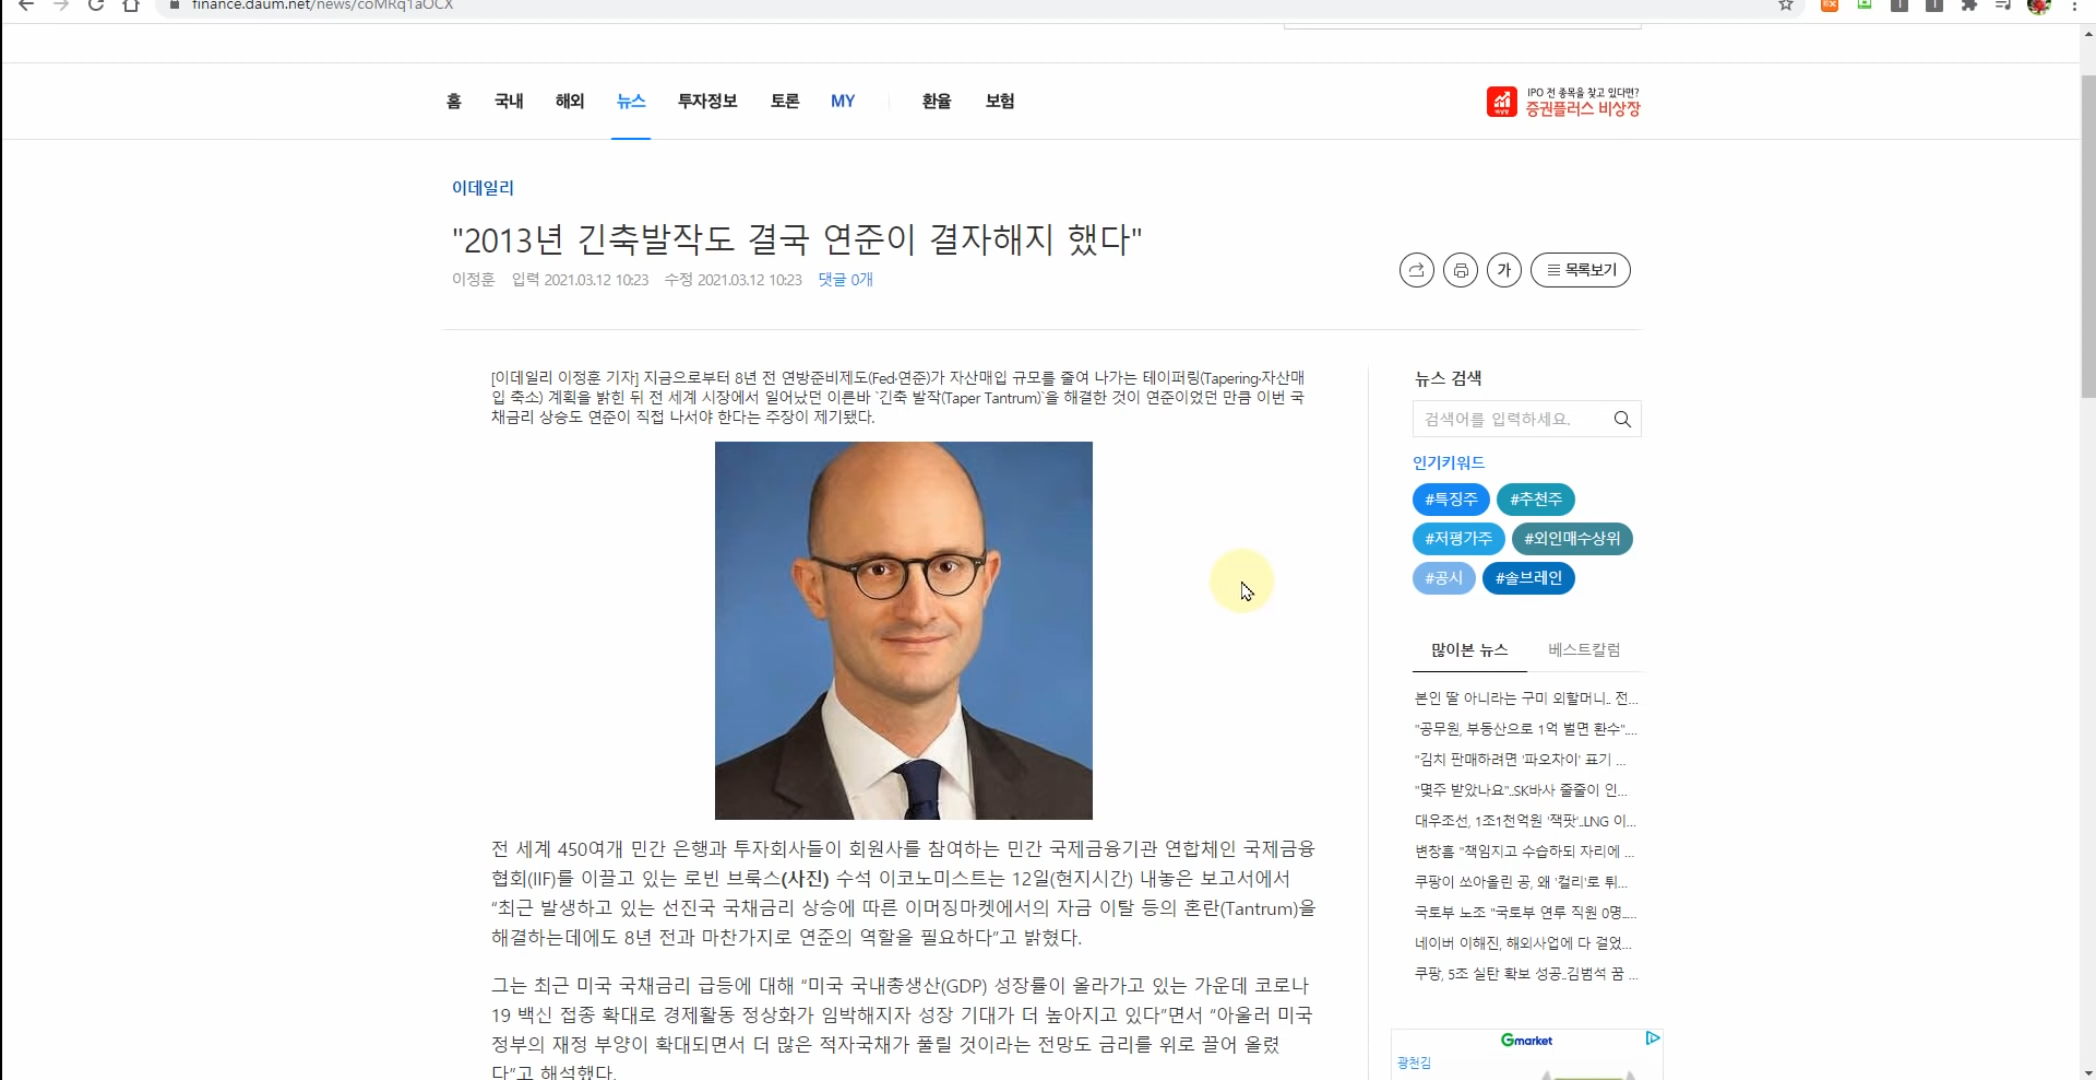 finance.daum.net/news/coMRq1aOCX
홈 국내 해외 뉴스 투자정보 토론 MY 환율 보험
IPO 전 종목을 찾고 있다면?
증권플러스 비상장
이데일리
"2013년 긴축발작도 결국 연준이 결자해지 했다"
이정훈 입력 2021.03.12 10:23 수정 2021.03.12 10:23 댓글 0개
가 목록보기
[이데일리 이정훈 기자] 지금으로부터 8년 전 연방준비제도(Fed·연준)가 자산매입 규모를 줄여 나가는 테이퍼링(Tapering·자산매
입 축소) 계획을 밝힌 뒤 전 세계 시장에서 일어났던 이른바 `긴축 발작(Taper Tantrum)`을 해결한 것이 연준이었던 만큼 이번 국
채금리 상승도 연준이 직접 나서야 한다는 주장이 제기됐다.
전 세계 450여개 민간 은행과 투자회사들이 회원사를 참여하는 민간 국제금융기관 연합체인 국제금융
협회(IIF)를 이끌고 있는 로빈 브룩스(사진) 수석 이코노미스트는 12일(현지시간) 내놓은 보고서에서
“최근 발생하고 있는 선진국 국채금리 상승에 따른 이머징마켓에서의 자금 이탈 등의 혼란(Tantrum)을
해결하는데에도 8년 전과 마찬가지로 연준의 역할을 필요하다”고 밝혔다.
그는 최근 미국 국채금리 급등에 대해 “미국 국내총생산(GDP) 성장률이 올라가고 있는 가운데 코로나
19 백신 접종 확대로 경제활동 정상화가 임박해지자 성장 기대가 더 높아지고 있다”면서 “아울러 미국
정부의 재정 부양이 확대되면서 더 많은 적자국채가 풀릴 것이라는 전망도 금리를 위로 끌어 올렸
다”고 해석했다.
뉴스 검색
검색어를 입력하세요.
인기키워드
#특징주 #추천주
#저평가주 #외인매수상위
#공시 #솔브레인
많이본 뉴스 베스트칼럼
본인 딸 아니라는 구미 외할머니.. 전...
"공무원, 부동산으로 1억 벌면 환수"....
"김치 판매하려면 '파오차이' 표기 ...
"몇주 받았나요"..SK바사 줄줄이 인...
대우조선, 1조1천억원 '잭팟'..LNG 이...
변창흠 "책임지고 수습하되 자리에 ...
쿠팡이 쏘아올린 공, 왜 '컬리'로 튀...
국토부 노조 "국토부 연루 직원 0명....
네이버 이해진, 해외사업에 다 걸었...
쿠팡, 5조 실탄 확보 성공..김범석 꿈 ...
Gmarket
광천김